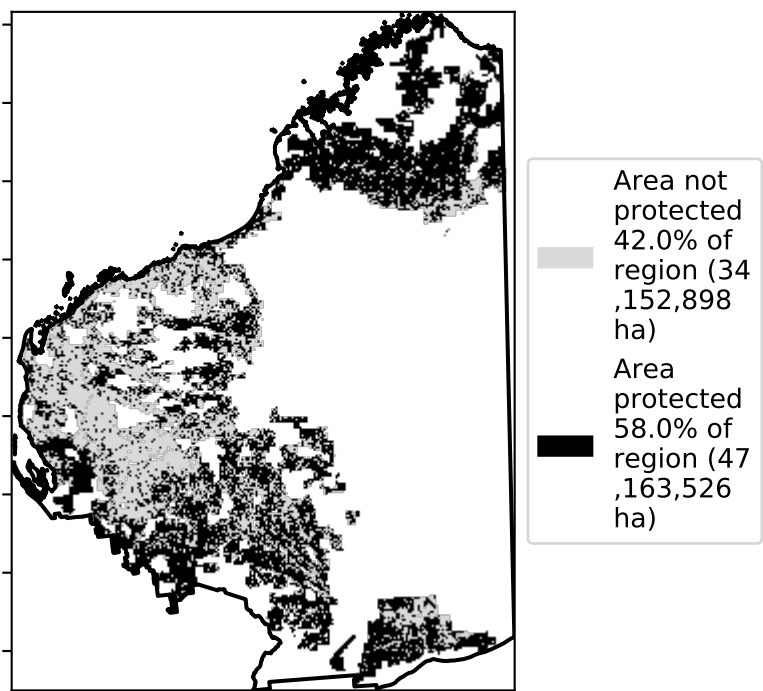 Area not
protected
42.0% of
region (34
,152,898
ha)
Area
protected
58.0% of
region (47
,163,526
ha)